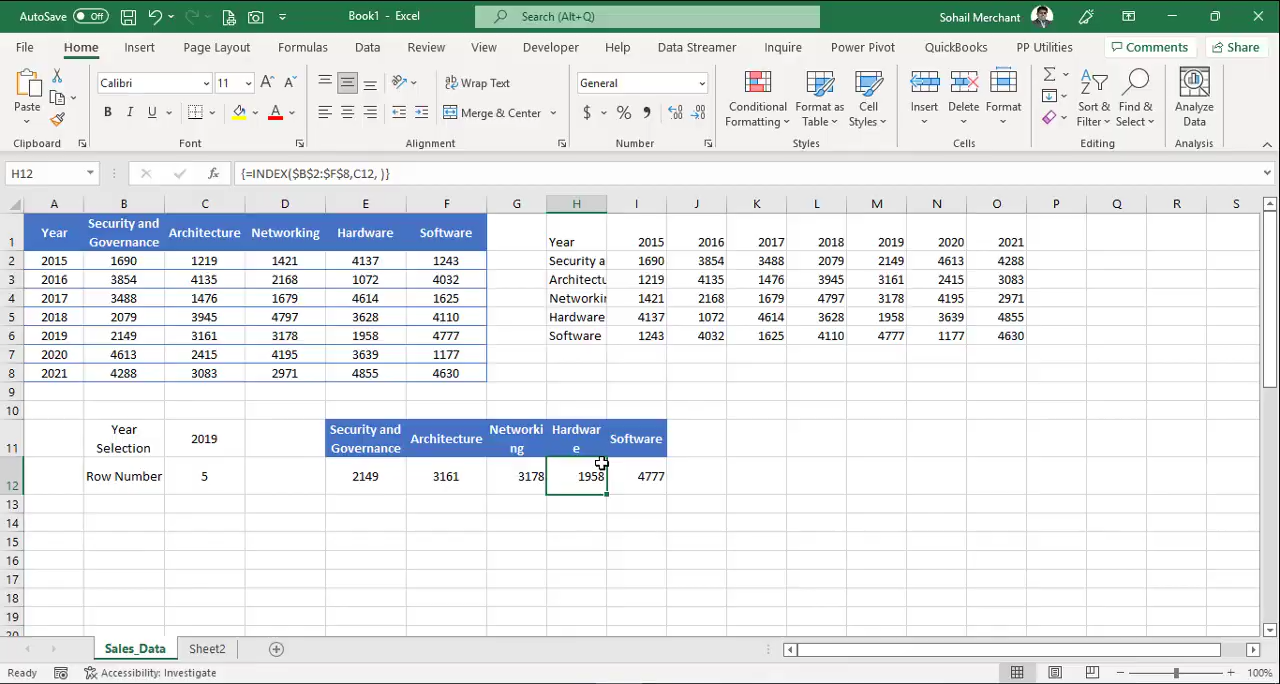 AutoSave Off Book1 - Excel Search (Alt+Q) Sohail Merchant
File Home Insert Page Layout Formulas Data Review View Developer Help Data Streamer Inquire Power Pivot QuickBooks PP Utilities Comments Share
Paste Calibri 11 A A Wrap Text General Conditional Formatting Format as Table Cell Styles Insert Delete Format Sort & Filter Find & Select Analyze Data
B I U A Merge & Center $ % ,
Clipboard Font Alignment Number Styles Cells Editing Analysis
H12 fx {=INDEX($B$2:$F$8,C12, )}
A B C D E F G H I J K L M N O P Q R S
1 Year Security and Governance Architecture Networking Hardware Software Year 2015 2016 2017 2018 2019 2020 2021
2 2015 1690 1219 1421 4137 1243 Security a 1690 3854 3488 2079 2149 4613 4288
3 2016 3854 4135 2168 1072 4032 Architectu 1219 4135 1476 3945 3161 2415 3083
4 2017 3488 1476 1679 4614 1625 Networkin 1421 2168 1679 4797 3178 4195 2971
5 2018 2079 3945 4797 3628 4110 Hardware 4137 1072 4614 3628 1958 3639 4855
6 2019 2149 3161 3178 1958 4777 Software 1243 4032 1625 4110 4777 1177 4630
7 2020 4613 2415 4195 3639 1177
8 2021 4288 3083 2971 4855 4630
9
10
11 Year Selection 2019 Security and Governance Architecture Networki ng Hardwar e Software
12 Row Number 5 2149 3161 3178 1958 4777
13
14
15
16
17
18
19
20
Sales_Data Sheet2
Ready Accessibility: Investigate 100%